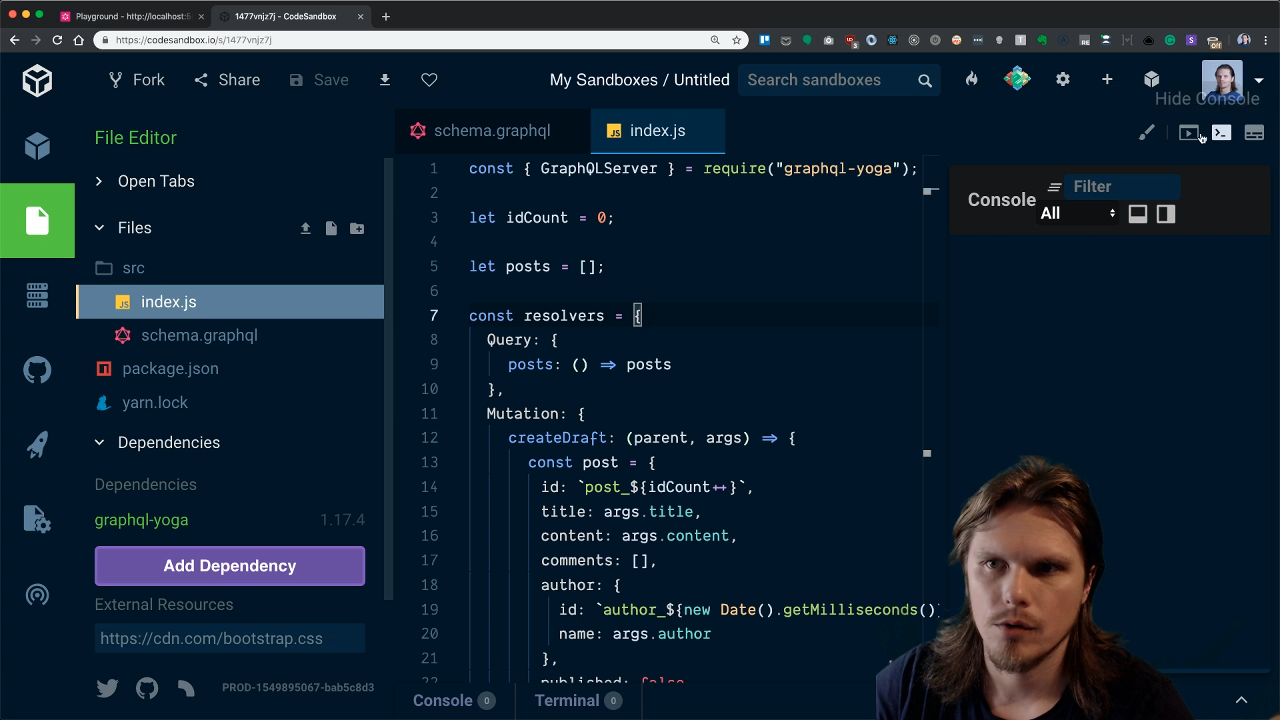 Playground - http://localhost:5
1477vnjz7j - CodeSandbox
https://codesandbox.io/s/1477vnjz7j
Fork
Share
Save
My Sandboxes / Untitled
Search sandboxes
Hide Console
File Editor
Open Tabs
Files
src
index.js
schema.graphql
package.json
yarn.lock
Dependencies
Dependencies
graphql-yoga 1.17.4
Add Dependency
External Resources
https://cdn.com/bootstrap.css
PROD-1549895067-bab5c8d3
schema.graphql
index.js
1 const { GraphQLServer } = require("graphql-yoga");
2
3 let idCount = 0;
4
5 let posts = [];
6
7 const resolvers = {
8 Query: {
9 posts: () => posts
10 },
11 Mutation: {
12 createDraft: (parent, args) => {
13 const post = {
14 id: `post_${idCount++}`,
15 title: args.title,
16 content: args.content,
17 comments: [],
18 author: {
19 id: `author_${new Date().getMilliseconds()
20 name: args.author
21 },
22 published: false
Console 0
Terminal 0
Console
Filter
All